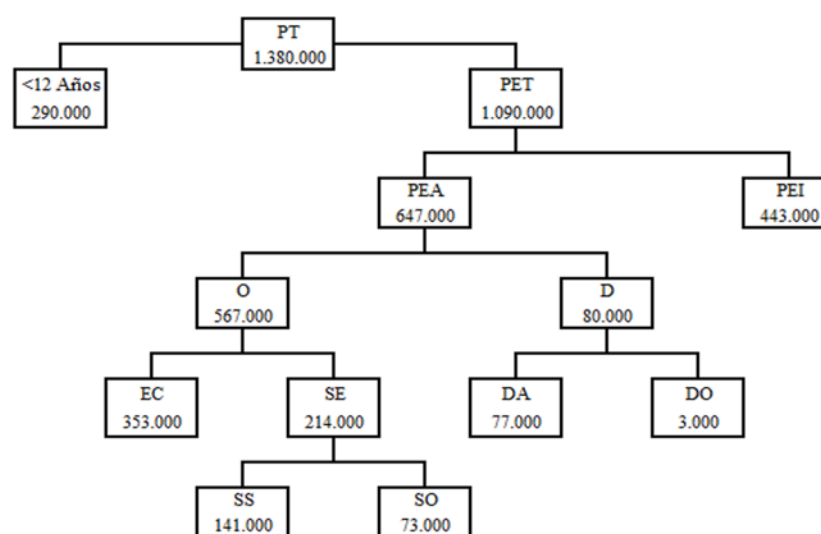 PT
1.380.000
<12 Años
290.000
PET
1.090.000
PEA
647.000
PEI
443.000
O
567.000
D
80.000
EC
353.000
SE
214.000
DA
77.000
DO
3.000
SS
141.000
SO
73.000